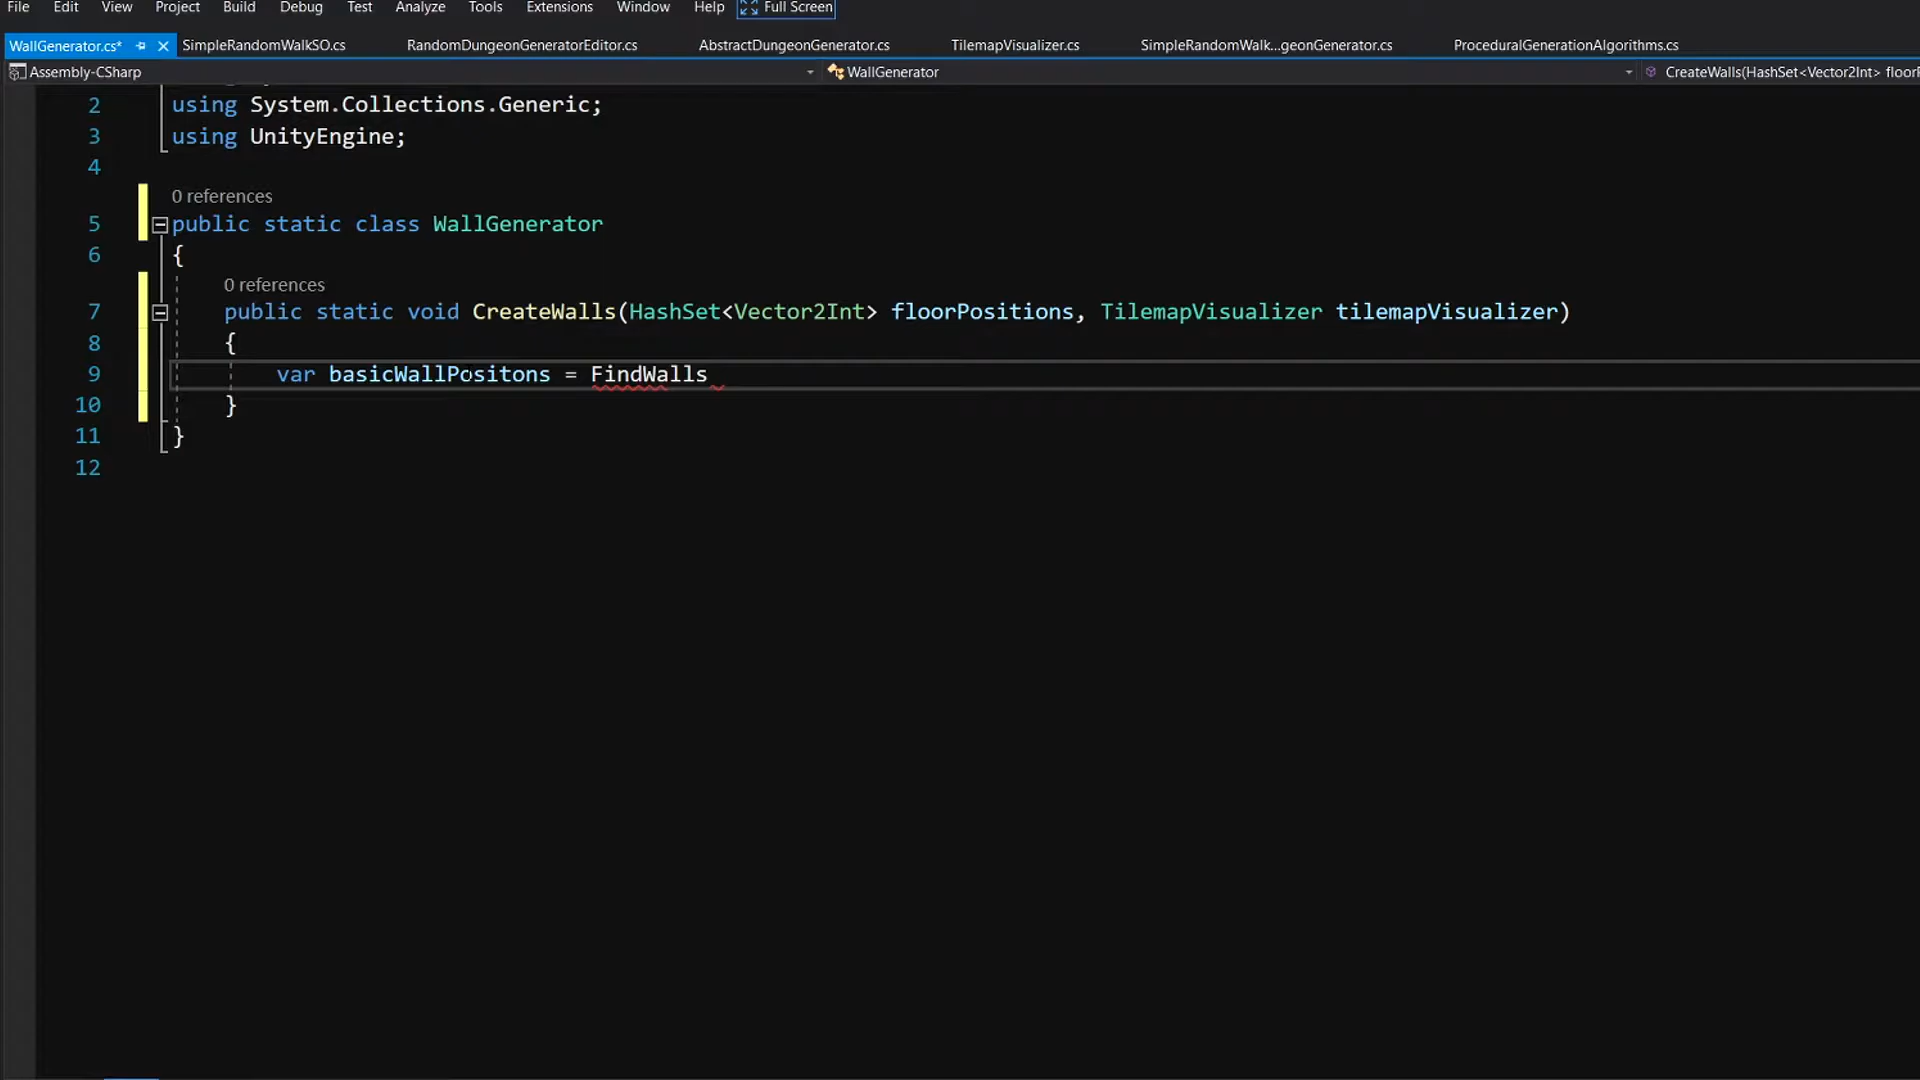 File Edit View Project Build Debug Test Analyze Tools Extensions Window Help Full Screen
WallGenerator.cs* SimpleRandomWalkSO.cs RandomDungeonGeneratorEditor.cs AbstractDungeonGenerator.cs TilemapVisualizer.cs SimpleRandomWalk...geonGenerator.cs ProceduralGenerationAlgorithms.cs
Assembly-CSharp WallGenerator CreateWalls(HashSet<Vector2Int> floorP
2 using System.Collections.Generic;
3 using UnityEngine;
4
0 references
5 public static class WallGenerator
6 {
0 references
7 public static void CreateWalls(HashSet<Vector2Int> floorPositions, TilemapVisualizer tilemapVisualizer)
8 {
9 var basicWallPositons = FindWalls
10 }
11 }
12